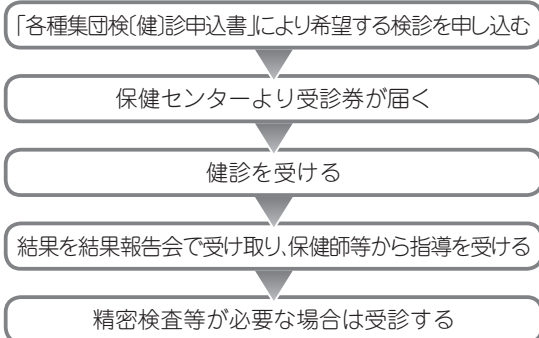 「各種集団検〔健〕診申込書」により希望する検診を申し込む
保健センターより受診券が届く
健診を受ける
結果を結果報告会で受け取り、保健師等から指導を受ける
精密検査等が必要な場合は受診する